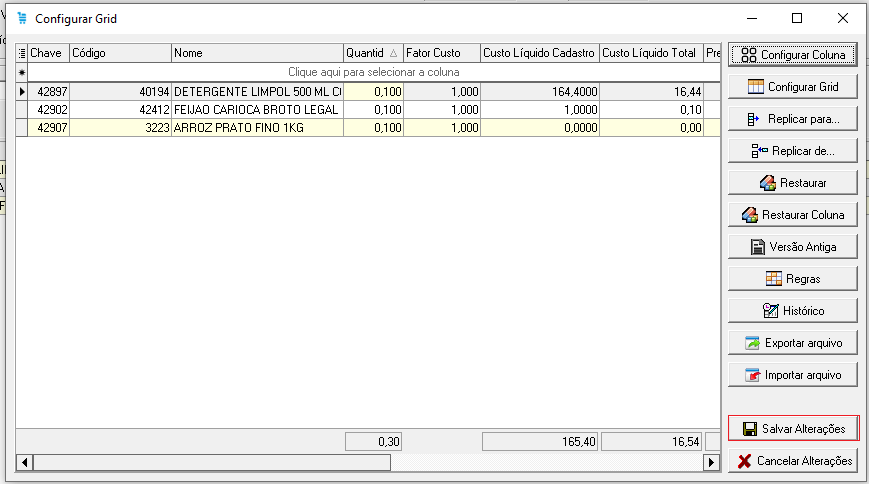 Configurar Grid
Chave Código Nome Quantid Fator Custo Custo Líquido Cadastro Custo Líquido Total Pre
Clique aqui para selecionar a coluna
42897 40194 DETERGENTE LIMPOL 500 ML 0,100 1,000 164,4000 16,44
42902 42412 FEIJAO CARIOCA BROTO LEGAL 0,100 1,000 1,0000 0,10
42907 3223 ARROZ PRATO FINO 1KG 0,100 1,000 0,0000 0,00
0,30 165,40 16,54
Configurar Coluna
Configurar Grid
Replicar para...
Replicar de...
Restaurar
Restaurar Coluna
Versão Antiga
Regras
Histórico
Exportar arquivo
Importar arquivo
Salvar Alterações
Cancelar Alterações